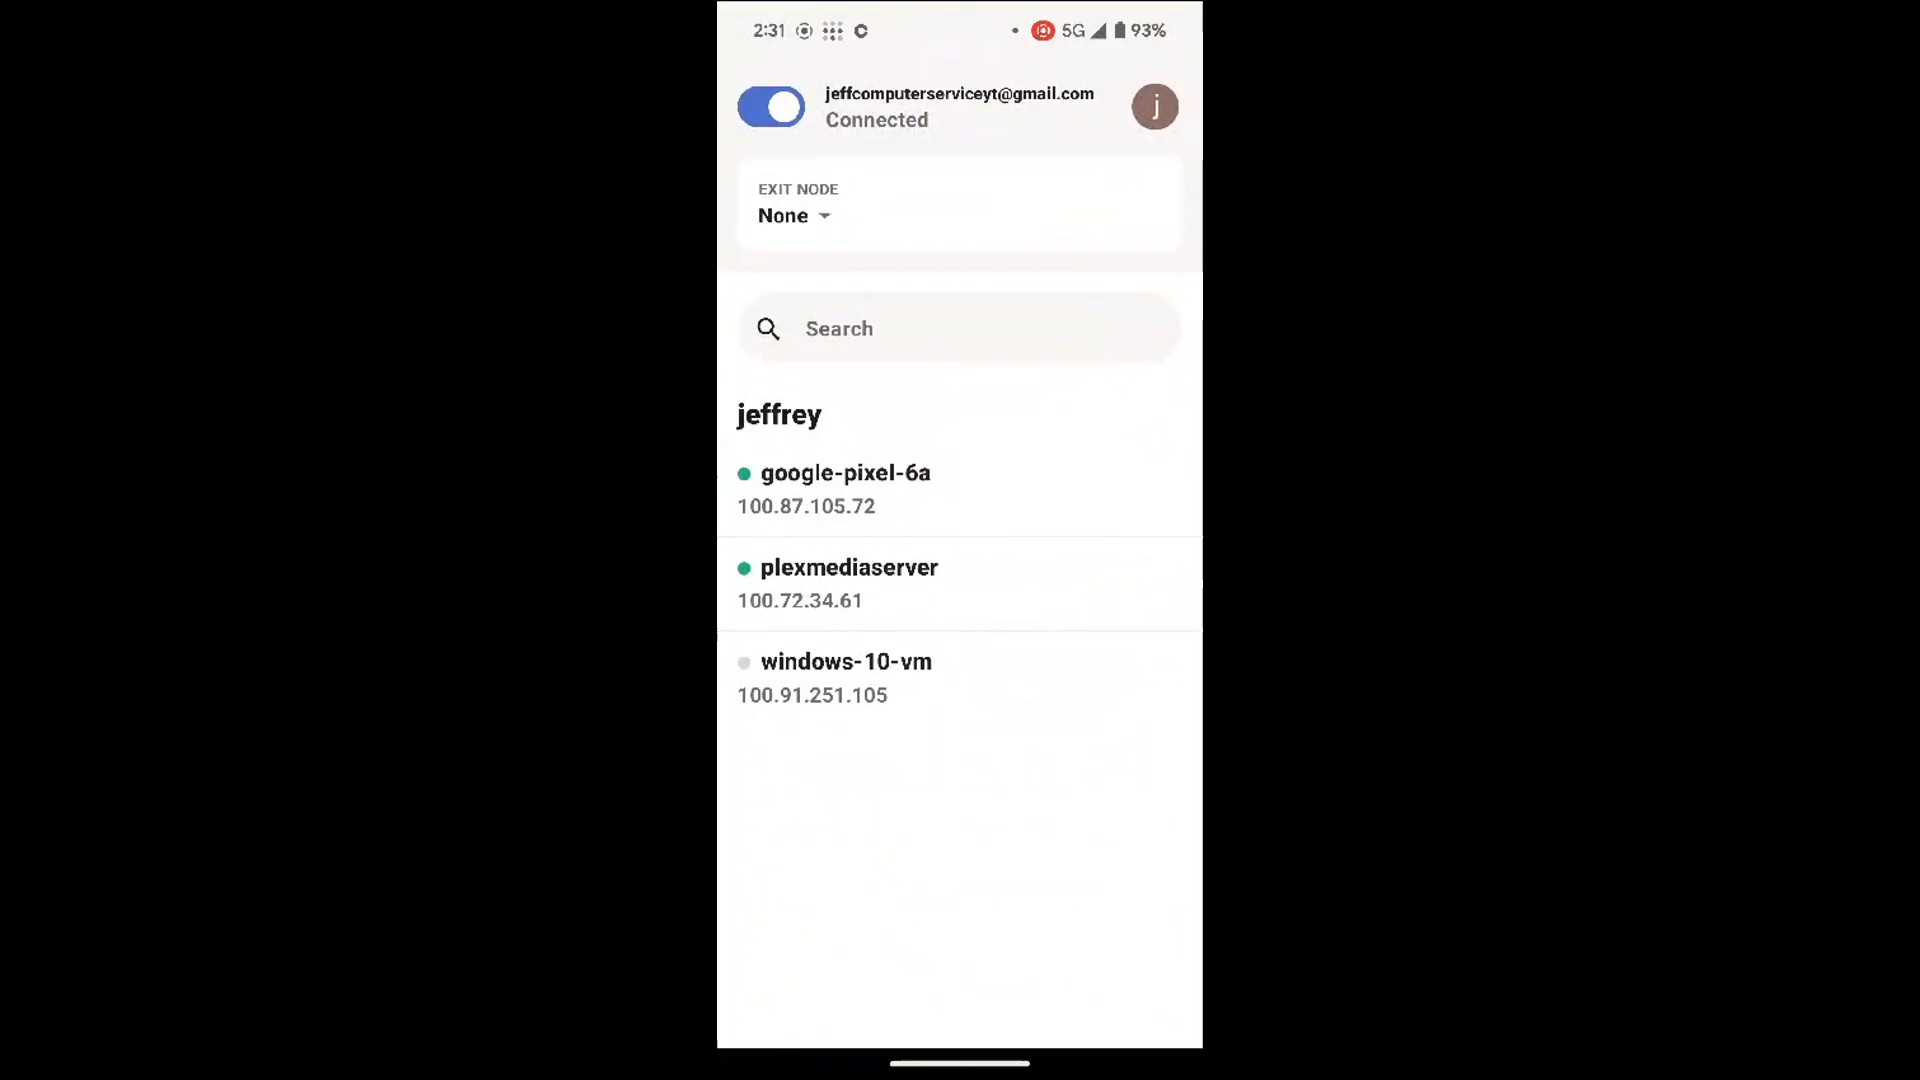 2:31 5G 93%
jeffcomputerserviceyt@gmail.com
Connected
j
EXIT NODE
None
Search
jeffrey
google-pixel-6a
100.87.105.72
plexmediaserver
100.72.34.61
windows-10-vm
100.91.251.105